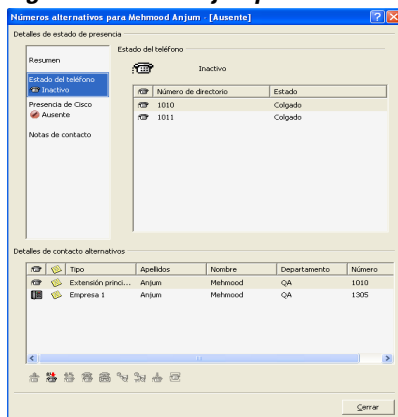 Números alternativos para Mehmood Anjum - [Ausente]
Detalles de estado de presencia
Resumen
Estado del teléfono
Inactivo
Presencia de Cisco
Ausente
Notas de contacto
Estado del teléfono
Inactivo
Número de directorio Estado
1010 Colgado
1011 Colgado
Detalles de contacto alternativos
Tipo Apellidos Nombre Departamento Número
Extensión princi... Anjum Mehmood QA 1010
Empresa 1 Anjum Mehmood QA 1305
Cerrar